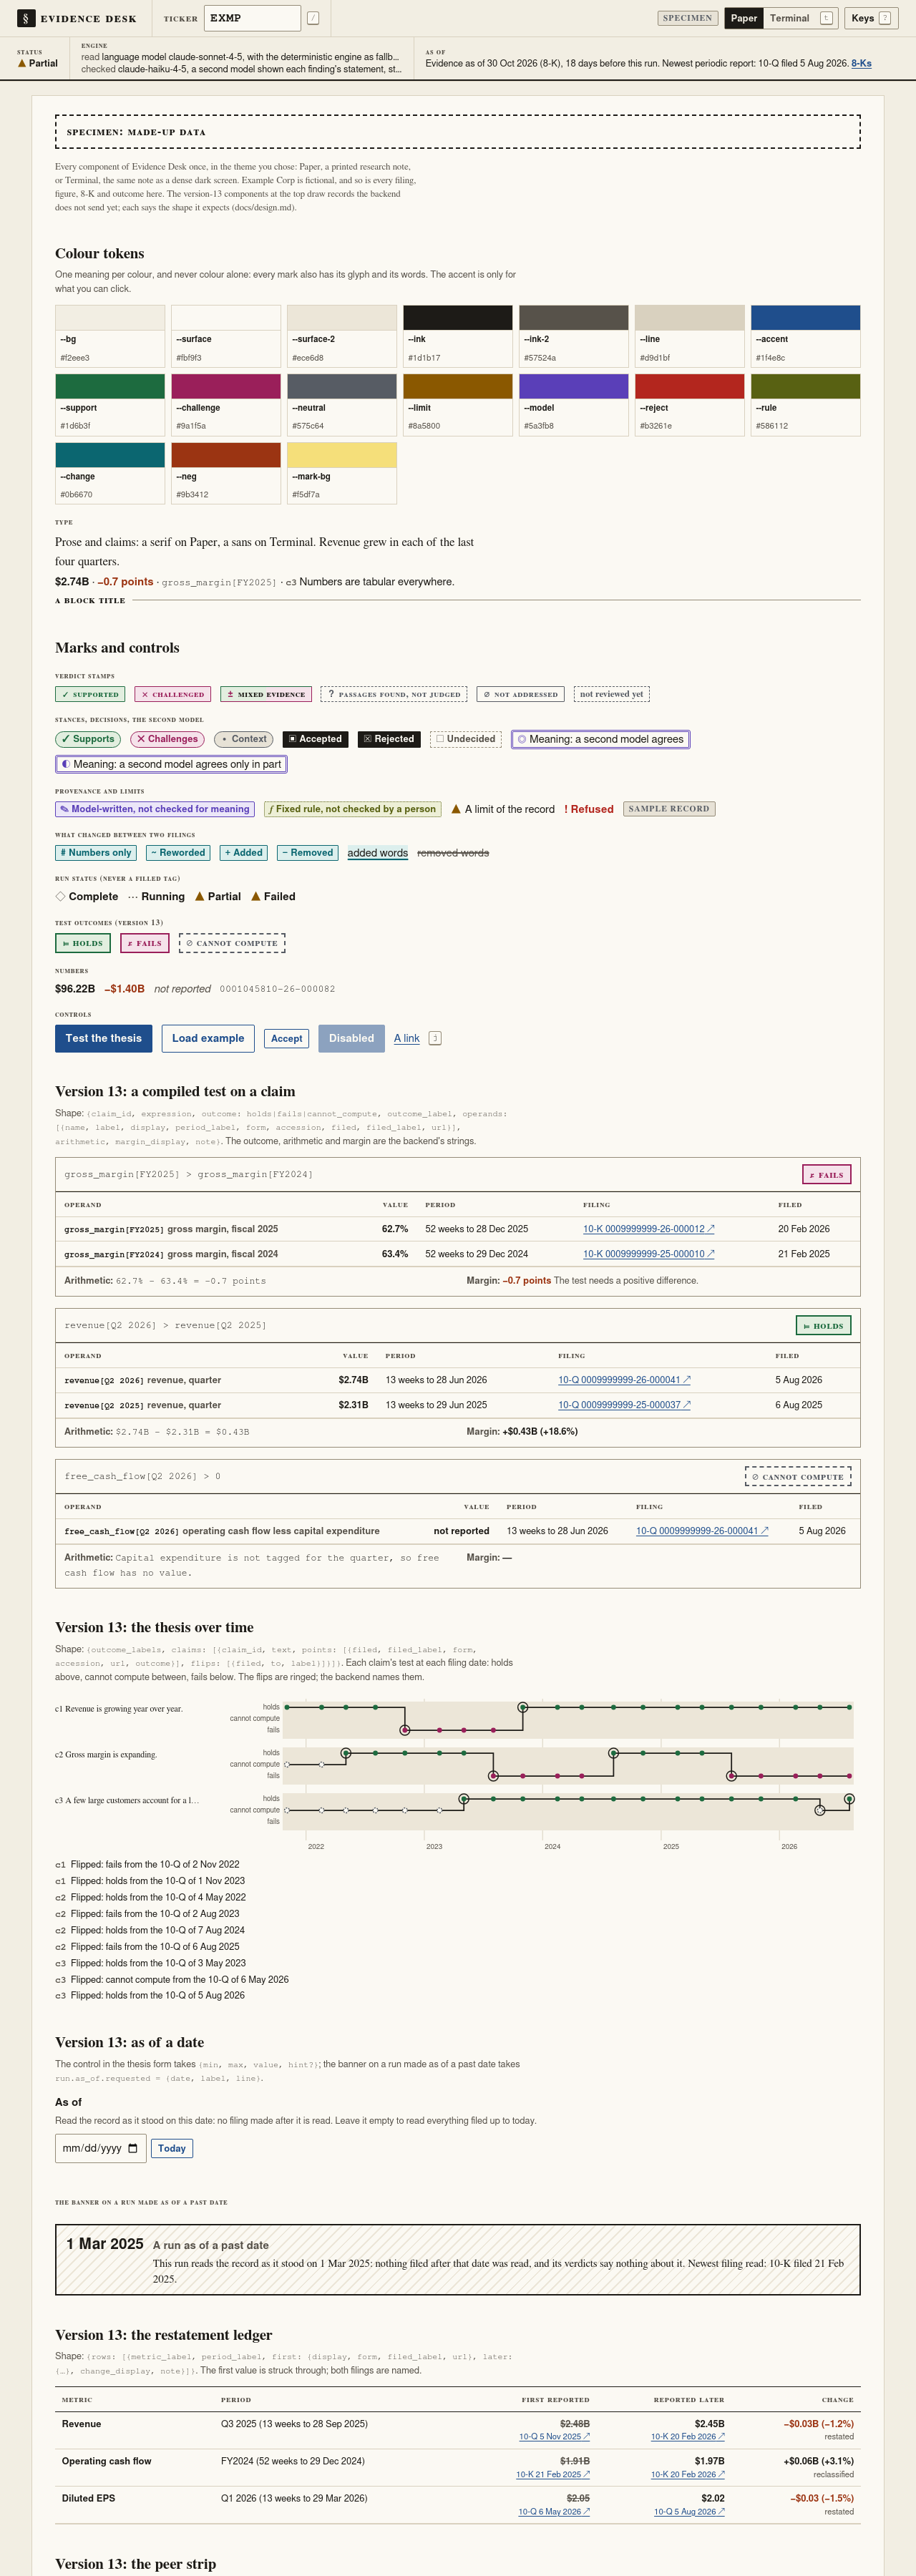 § EVIDENCE DESK TICKER EXMP / SPECIMEN Paper Terminal t Keys ?
STATUS
▲ Partial
ENGINE
read language model claude-sonnet-4-5, with the deterministic engine as fallb…
checked claude-haiku-4-5, a second model shown each finding's statement, st…
AS OF
Evidence as of 30 Oct 2026 (8-K), 18 days before this run. Newest periodic report: 10-Q filed 5 Aug 2026. 8-Ks
SPECIMEN: MADE-UP DATA
Every component of Evidence Desk once, in the theme you chose: Paper, a printed research note,
or Terminal, the same note as a dense dark screen. Example Corp is fictional, and so is every filing,
figure, 8-K and outcome here. The version-13 components at the top draw records the backend
does not send yet; each says the shape it expects (docs/design.md).
Colour tokens
One meaning per colour, and never colour alone: every mark also has its glyph and its words. The accent is only for
what you can click.
--bg --surface --surface-2 --ink --ink-2 --line --accent
#f2eee3 #fbf9f3 #ece6d8 #1d1b17 #57524a #d9d1bf #1f4e8c
--support --challenge --neutral --limit --model --reject --rule
#1d6b3f #9a1f5a #575c64 #8a5800 #5a3fb8 #b3261e #586112
--change --neg --mark-bg
#0b6670 #9b3412 #f5df7a
TYPE
Prose and claims: a serif on Paper, a sans on Terminal. Revenue grew in each of the last
four quarters.
$2.74B · −0.7 points · gross_margin[FY2025] · c3 Numbers are tabular everywhere.
A BLOCK TITLE
Marks and controls
VERDICT STAMPS
✓ SUPPORTED × CHALLENGED ± MIXED EVIDENCE ? PASSAGES FOUND, NOT JUDGED ∅ NOT ADDRESSED not reviewed yet
STANCES, DECISIONS, THE SECOND MODEL
✓ Supports ✕ Challenges • Context ▣ Accepted ☒ Rejected □ Undecided Meaning: a second model agrees
◐ Meaning: a second model agrees only in part
PROVENANCE AND LIMITS
✎ Model-written, not checked for meaning ƒ Fixed rule, not checked by a person ▲ A limit of the record ! Refused SAMPLE RECORD
WHAT CHANGED BETWEEN TWO FILINGS
# Numbers only ~ Reworded + Added − Removed added words removed words
RUN STATUS (NEVER A FILLED TAG)
◇ Complete ⋯ Running ▲ Partial ▲ Failed
TEST OUTCOMES (VERSION 13)
⊨ HOLDS ⊭ FAILS ∅ CANNOT COMPUTE
NUMBERS
$96.22B −$1.40B not reported 0001045810-26-000082
CONTROLS
Test the thesis Load example Accept Disabled A link j
Version 13: a compiled test on a claim
Shape: {claim_id, expression, outcome: holds|fails|cannot_compute, outcome_label, operands:
[{name, label, display, period_label, form, accession, filed, filed_label, url}],
arithmetic, margin_display, note}. The outcome, arithmetic and margin are the backend's strings.
gross_margin[FY2025] > gross_margin[FY2024] ⊭ FAILS
OPERAND VALUE PERIOD FILING FILED
gross_margin[FY2025] gross margin, fiscal 2025 62.7% 52 weeks to 28 Dec 2025 10-K 0009999999-26-000012 ↗ 20 Feb 2026
gross_margin[FY2024] gross margin, fiscal 2024 63.4% 52 weeks to 29 Dec 2024 10-K 0009999999-25-000010 ↗ 21 Feb 2025
Arithmetic: 62.7% − 63.4% = −0.7 points Margin: −0.7 points The test needs a positive difference.
revenue[Q2 2026] > revenue[Q2 2025] ⊨ HOLDS
OPERAND VALUE PERIOD FILING FILED
revenue[Q2 2026] revenue, quarter $2.74B 13 weeks to 28 Jun 2026 10-Q 0009999999-26-000041 ↗ 5 Aug 2026
revenue[Q2 2025] revenue, quarter $2.31B 13 weeks to 29 Jun 2025 10-Q 0009999999-25-000037 ↗ 6 Aug 2025
Arithmetic: $2.74B − $2.31B = $0.43B Margin: +$0.43B (+18.6%)
free_cash_flow[Q2 2026] > 0 ∅ CANNOT COMPUTE
OPERAND VALUE PERIOD FILING FILED
free_cash_flow[Q2 2026] operating cash flow less capital expenditure not reported 13 weeks to 28 Jun 2026 10-Q 0009999999-26-000041 ↗ 5 Aug 2026
Arithmetic: Capital expenditure is not tagged for the quarter, so free Margin: —
cash flow has no value.
Version 13: the thesis over time
Shape: {outcome_labels, claims: [{claim_id, text, points: [{filed, filed_label, form,
accession, url, outcome}], flips: [{filed, to, label}]}]}. Each claim's test at each filing date: holds
above, cannot compute between, fails below. The flips are ringed; the backend names them.
c1 Revenue is growing year over year. holds
cannot compute
fails
c2 Gross margin is expanding. holds
cannot compute
fails
c3 A few large customers account for a l… holds
cannot compute
fails
2022 2023 2024 2025 2026
c1 Flipped: fails from the 10-Q of 2 Nov 2022
c1 Flipped: holds from the 10-Q of 1 Nov 2023
c2 Flipped: holds from the 10-Q of 4 May 2022
c2 Flipped: fails from the 10-Q of 2 Aug 2023
c2 Flipped: holds from the 10-Q of 7 Aug 2024
c2 Flipped: fails from the 10-Q of 6 Aug 2025
c3 Flipped: holds from the 10-Q of 3 May 2023
c3 Flipped: cannot compute from the 10-Q of 6 May 2026
c3 Flipped: holds from the 10-Q of 5 Aug 2026
Version 13: as of a date
The control in the thesis form takes {min, max, value, hint?}; the banner on a run made as of a past date takes
run.as_of.requested = {date, label, line}.
As of
Read the record as it stood on this date: no filing made after it is read. Leave it empty to read everything filed up to today.
mm/dd/yyyy Today
THE BANNER ON A RUN MADE AS OF A PAST DATE
1 Mar 2025 A run as of a past date
This run reads the record as it stood on 1 Mar 2025: nothing filed after that date was read, and its verdicts say nothing about it. Newest filing read: 10-K filed 21 Feb
2025.
Version 13: the restatement ledger
Shape: {rows: [{metric_label, period_label, first: {display, form, filed_label, url}, later:
{…}, change_display, note}]}. The first value is struck through; both filings are named.
METRIC PERIOD FIRST REPORTED REPORTED LATER CHANGE
Revenue Q3 2025 (13 weeks to 28 Sep 2025) $2.48B $2.45B −$0.03B (−1.2%)
10-Q 5 Nov 2025 ↗ 10-K 20 Feb 2026 ↗ restated
Operating cash flow FY2024 (52 weeks to 29 Dec 2024) $1.91B $1.97B +$0.06B (+3.1%)
10-K 21 Feb 2025 ↗ 10-K 20 Feb 2026 ↗ reclassified
Diluted EPS Q1 2026 (13 weeks to 29 Mar 2026) $2.05 $2.02 −$0.03 (−1.5%)
10-Q 6 May 2026 ↗ 10-Q 5 Aug 2026 ↗ restated
Version 13: the peer strip